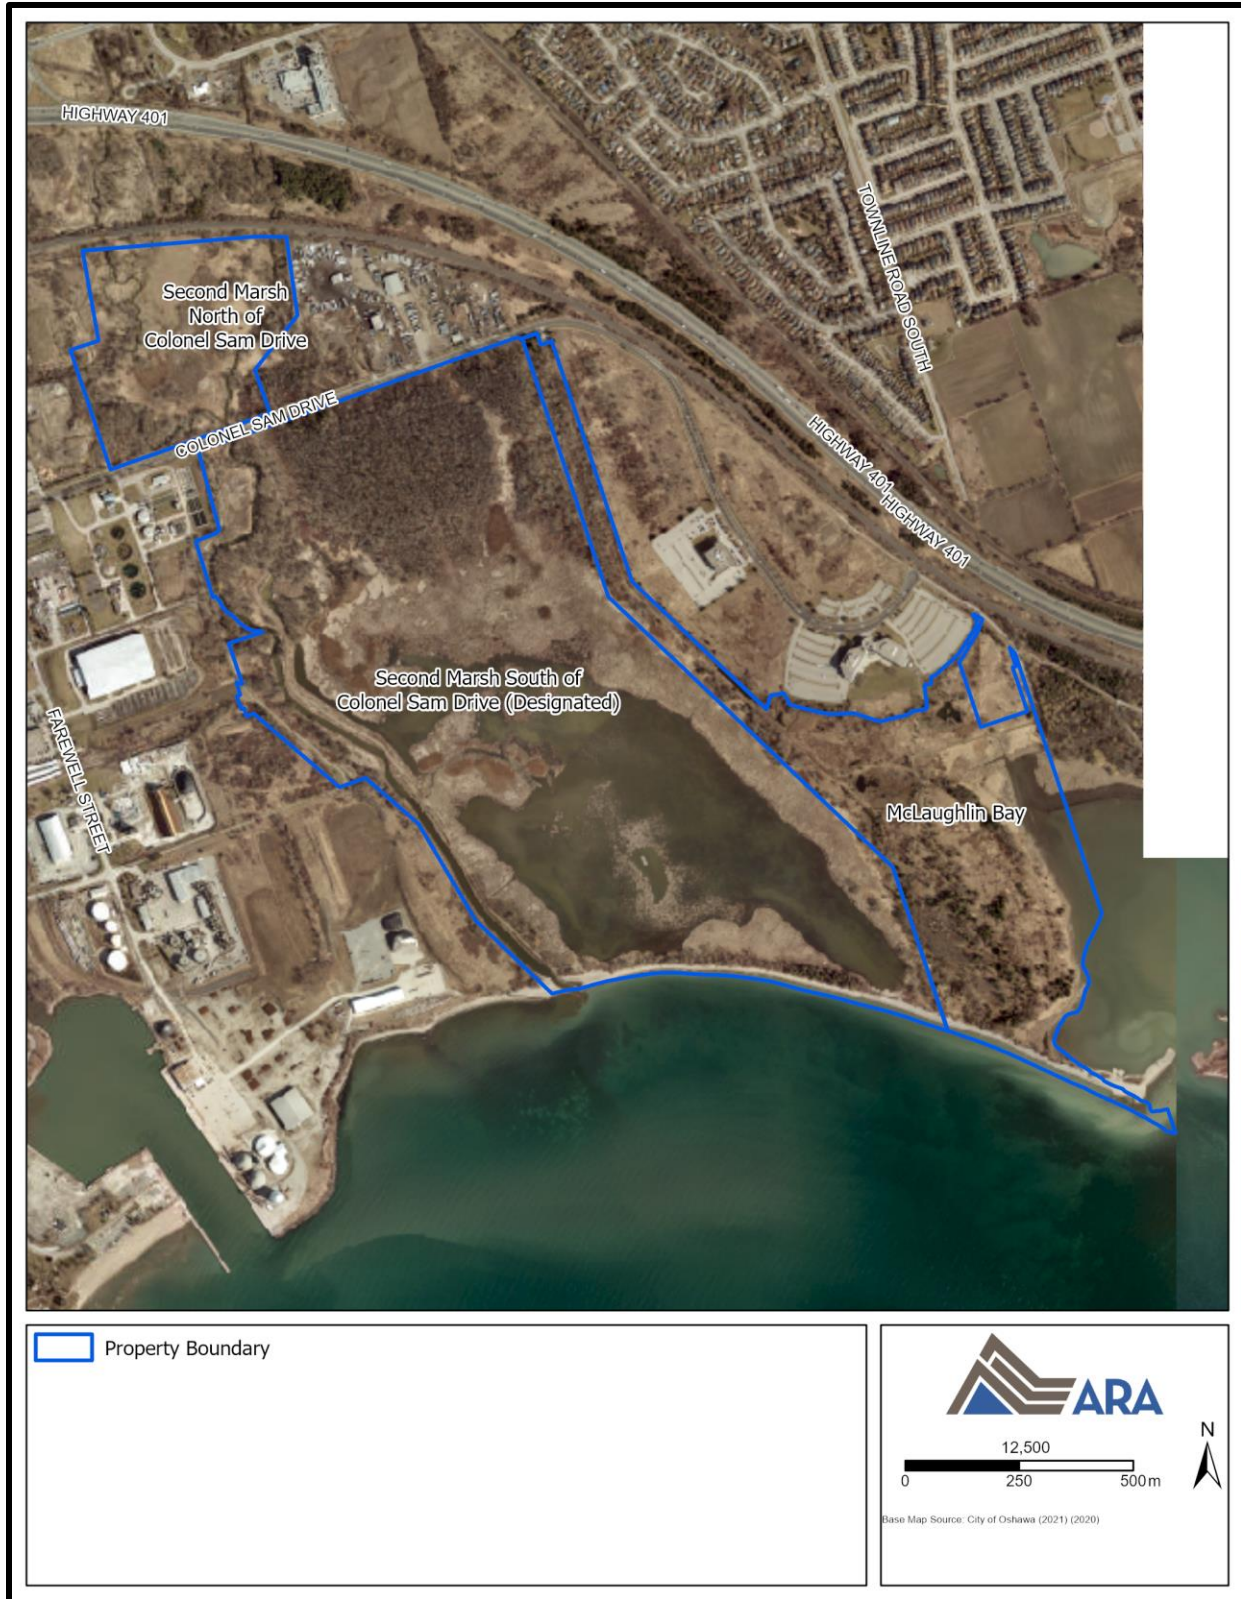 HIGHWAY 401
TOWNLINE ROAD SOUTH
Second Marsh
North of
Colonel Sam Drive
COLONEL SAM DRIVE
HIGHWAY 401
HIGHWAY 401
Second Marsh South of
Colonel Sam Drive (Designated)
FAREWELL STREET
McLaughlin Bay
Property Boundary
ARA
N
12,500
0 250 500m
Base Map Source: City of Oshawa (2021) (2020)